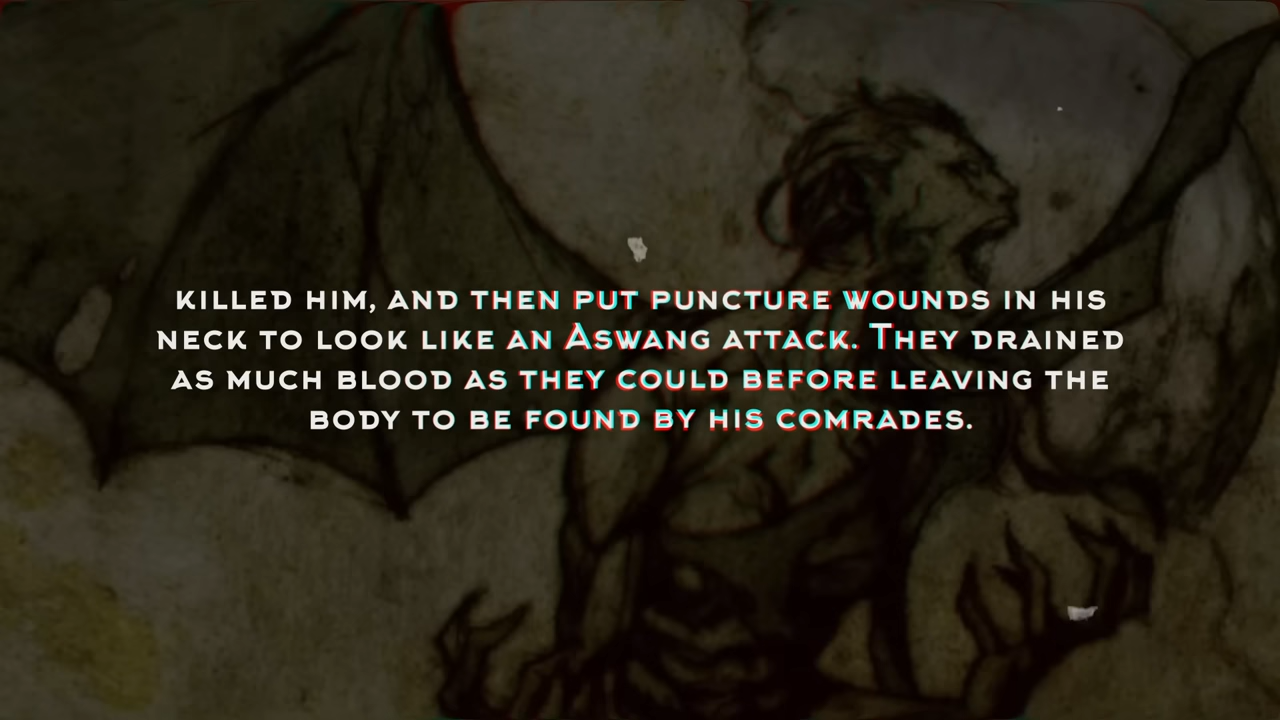 KILLED HIM, AND THEN PUT PUNCTURE WOUNDS IN HIS
NECK TO LOOK LIKE AN ASWANG ATTACK. THEY DRAINED
AS MUCH BLOOD AS THEY COULD BEFORE LEAVING THE
BODY TO BE FOUND BY HIS COMRADES.